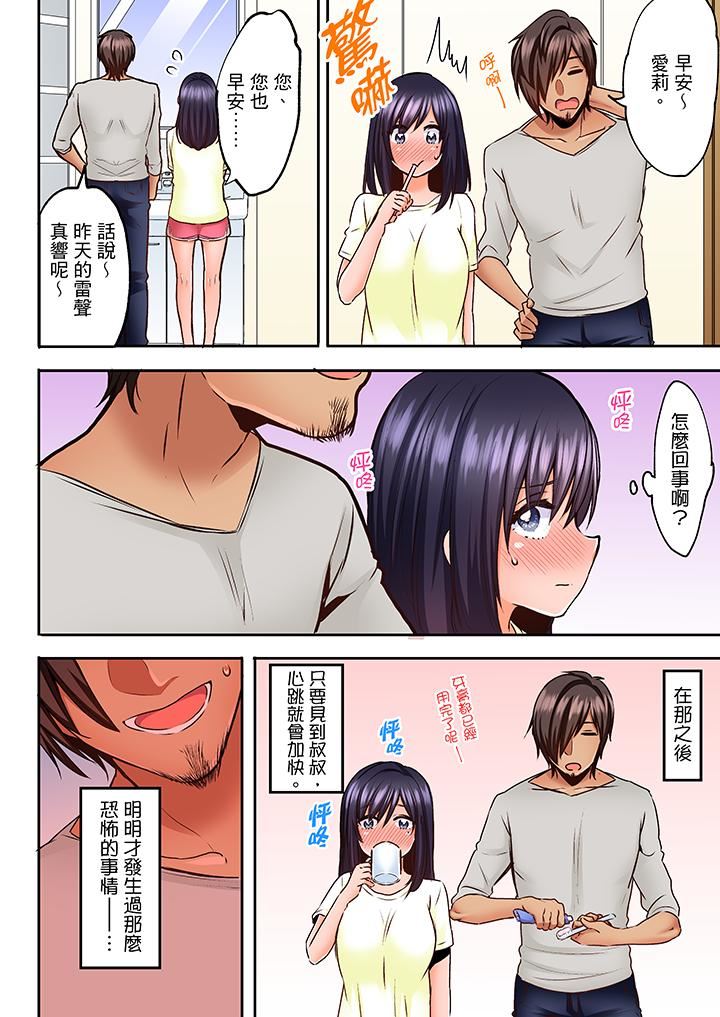 早安～
愛莉。
呼啊—
驚嚇
您、
您也
早安……
話說～
昨天的雷聲
真響呢～
怎麼回事啊？
怦咚
怦咚
在那之後
牙膏都已經
用完了呢—
只要見到叔叔，
心跳就會加快。
怦咚
怦咚
明明才發生過那麼
恐怖的事情——…